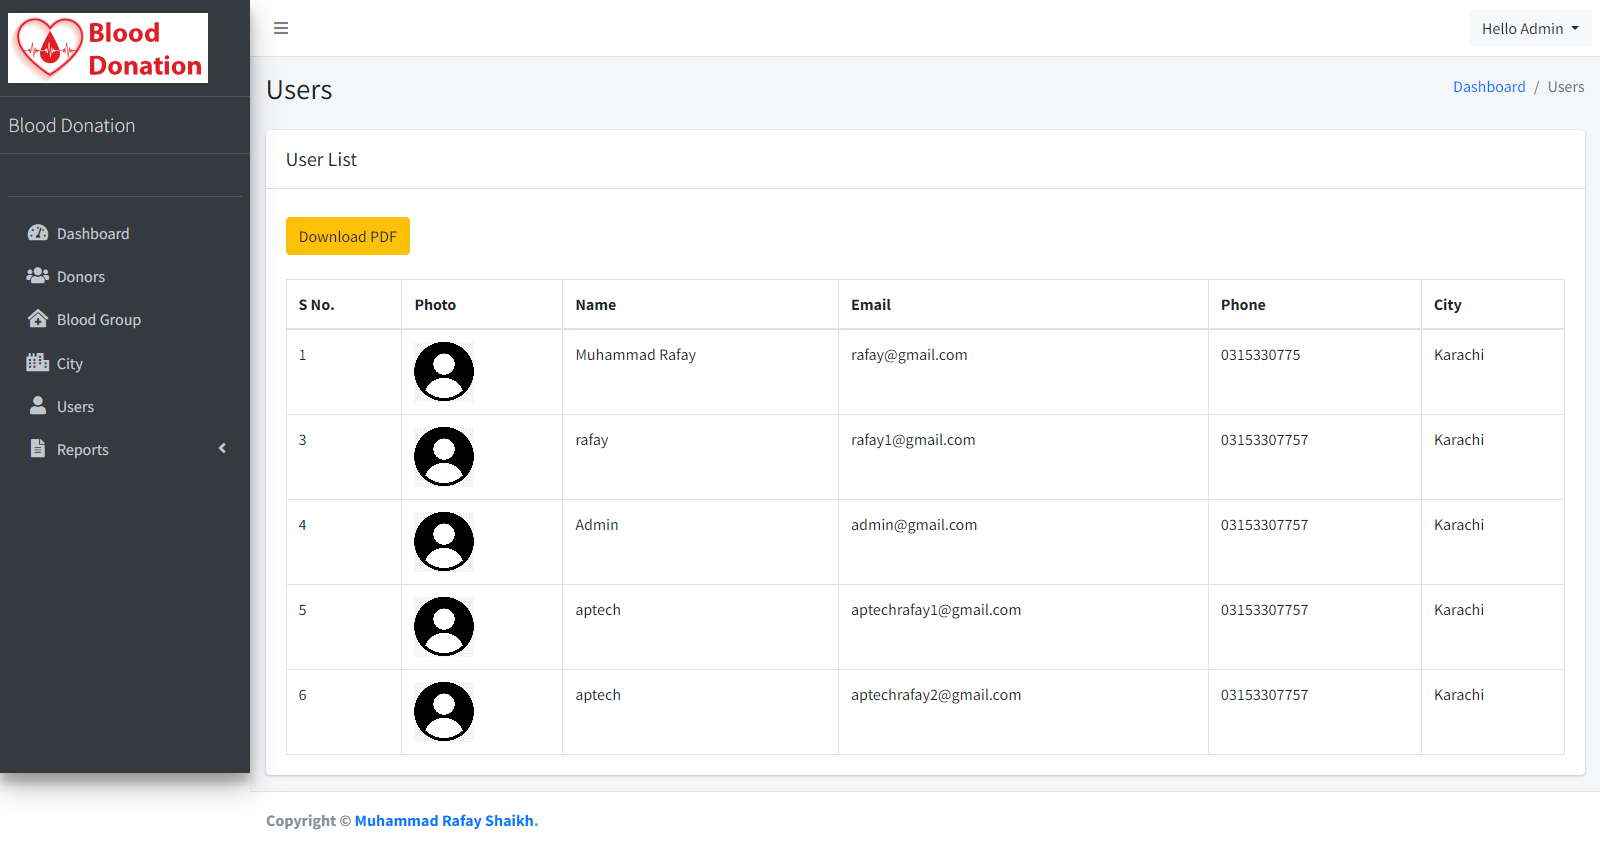 Blood
Donation
Hello Admin
Blood Donation
Users
Dashboard / Users
User List
Download PDF
Dashboard
Donors
Blood Group
City
Users
Reports
S No. Photo Name Email Phone City
1 Muhammad Rafay rafay@gmail.com 0315330775 Karachi
3 rafay rafay1@gmail.com 03153307757 Karachi
4 Admin admin@gmail.com 03153307757 Karachi
5 aptech aptechrafay1@gmail.com 03153307757 Karachi
6 aptech aptechrafay2@gmail.com 03153307757 Karachi
Copyright © Muhammad Rafay Shaikh.